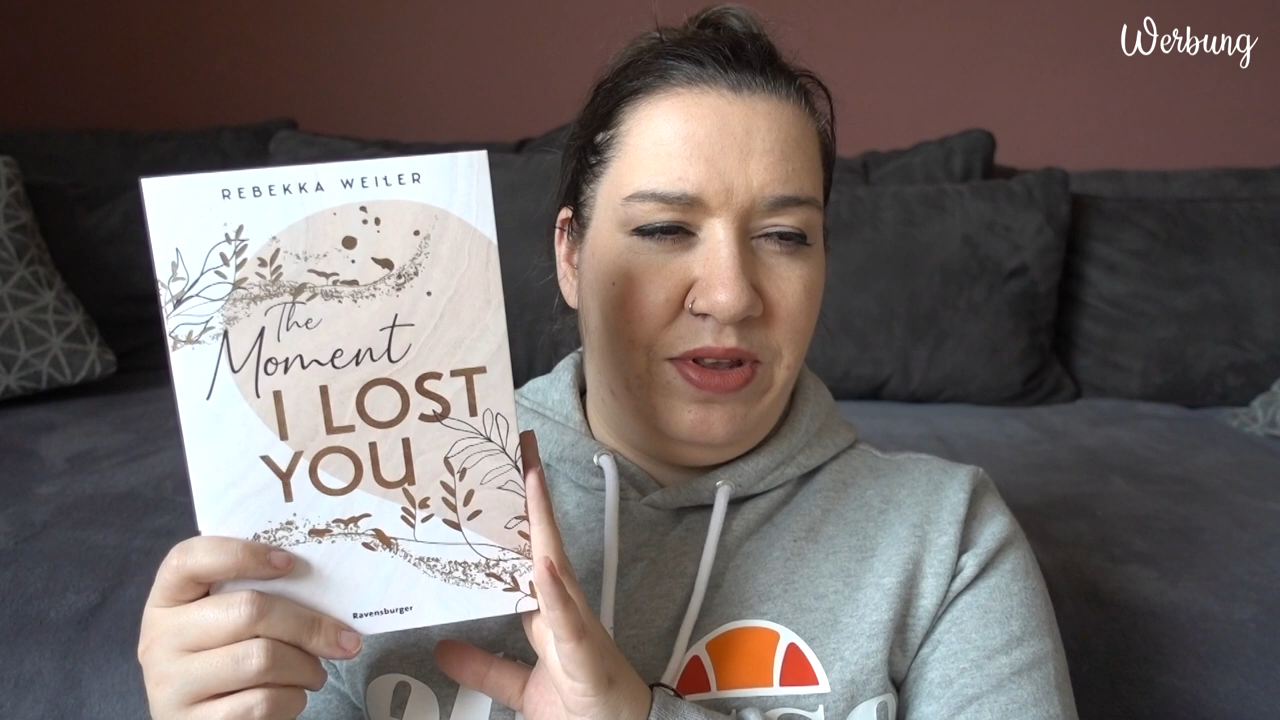 Werbung
REBEKKA WEILER
The
Moment
I LOST
YOU
Ravensburger